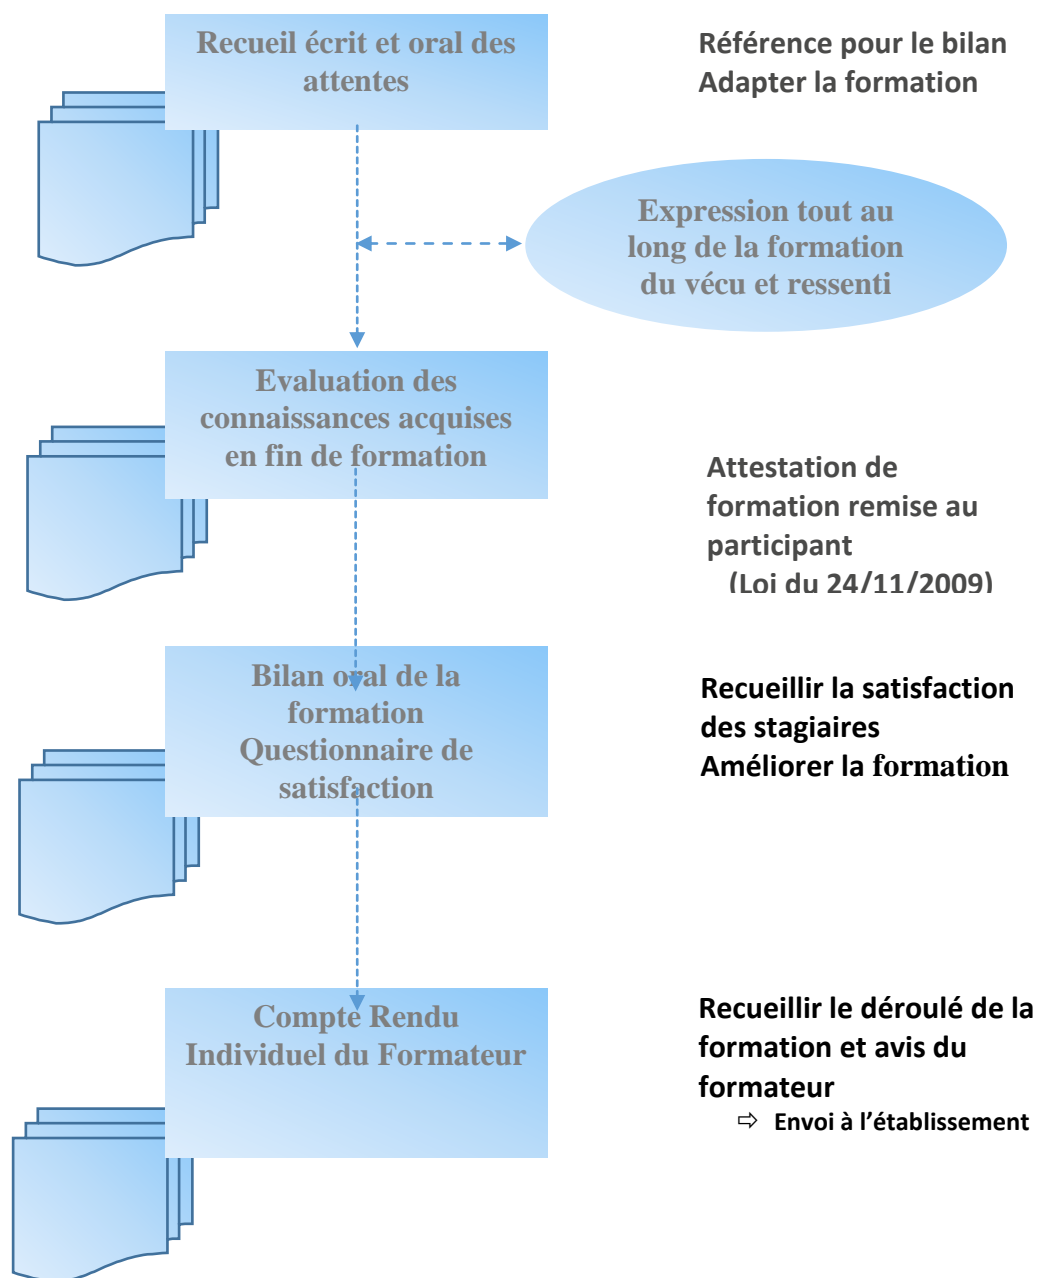 Recueil écrit et oral des
attentes
Référence pour le bilan
Adapter la formation
Expression tout au
long de la formation
du vécu et ressenti
Evaluation des
connaissances acquises
en fin de formation
Attestation de
formation remise au
participant
(Loi du 24/11/2009)
Bilan oral de la
formation
Questionnaire de
satisfaction
Recueillir la satisfaction
des stagiaires
Améliorer la formation
Compte Rendu
Individuel du Formateur
Recueillir le déroulé de la
formation et avis du
formateur
⇨ Envoi à l’établissement